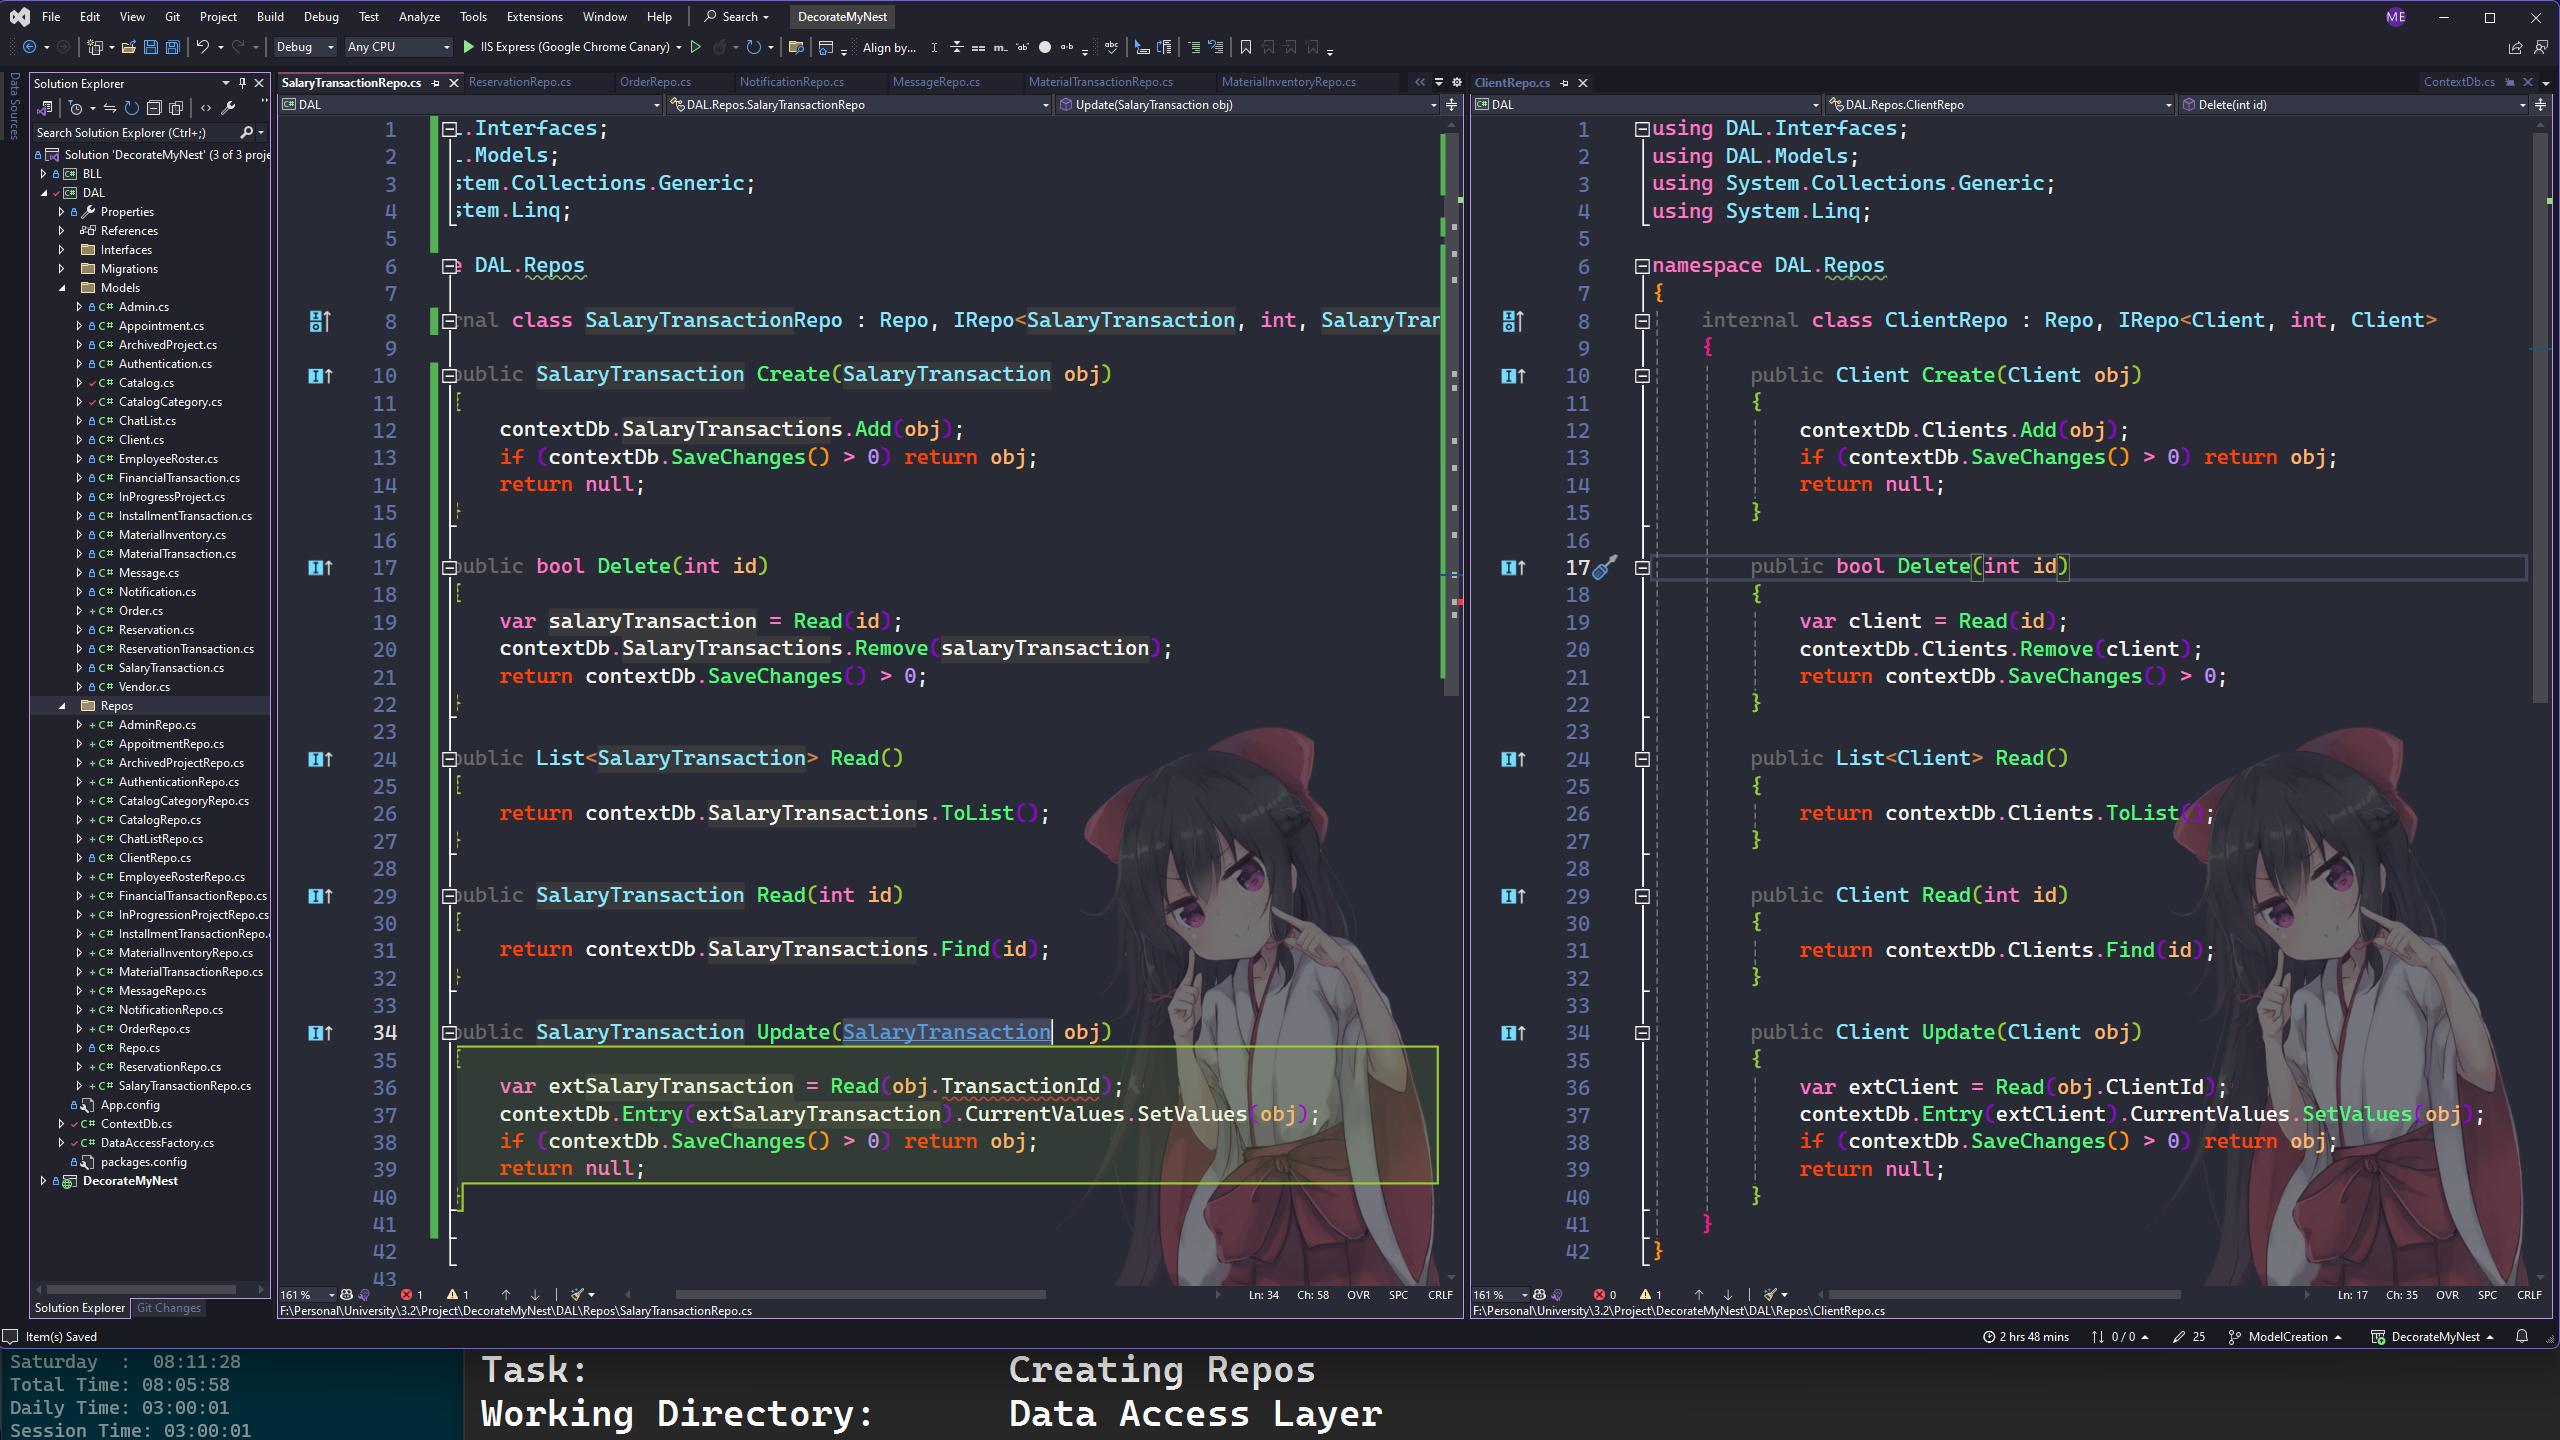 File Edit View Git Project Build Debug Test Analyze Tools Extensions Window Help Search DecorateMyNest ME
Debug Any CPU IIS Express (Google Chrome Canary) Align by...
Data Sources
Solution Explorer
Search Solution Explorer (Ctrl+;)
Solution 'DecorateMyNest' (3 of 3 proje
BLL
DAL
Properties
References
Interfaces
Migrations
Models
Admin.cs
Appointment.cs
ArchivedProject.cs
Authentication.cs
Catalog.cs
CatalogCategory.cs
ChatList.cs
Client.cs
EmployeeRoster.cs
FinancialTransaction.cs
InProgressProject.cs
InstallmentTransaction.cs
MaterialInventory.cs
MaterialTransaction.cs
Message.cs
Notification.cs
Order.cs
Reservation.cs
ReservationTransaction.cs
SalaryTransaction.cs
Vendor.cs
Repos
AdminRepo.cs
AppoitmentRepo.cs
ArchivedProjectRepo.cs
AuthenticationRepo.cs
CatalogCategoryRepo.cs
CatalogRepo.cs
ChatListRepo.cs
ClientRepo.cs
EmployeeRosterRepo.cs
FinancialTransactionRepo.cs
InProgressionProjectRepo.cs
InstallmentTransactionRepo.
MaterialInventoryRepo.cs
MaterialTransactionRepo.cs
MessageRepo.cs
NotificationRepo.cs
OrderRepo.cs
Repo.cs
ReservationRepo.cs
SalaryTransactionRepo.cs
App.config
ContextDb.cs
DataAccessFactory.cs
packages.config
DecorateMyNest
Solution Explorer Git Changes
SalaryTransactionRepo.cs ReservationRepo.cs OrderRepo.cs NotificationRepo.cs MessageRepo.cs MaterialTransactionRepo.cs MaterialInventoryRepo.cs
DAL DAL.Repos.SalaryTransactionRepo Update(SalaryTransaction obj)
1 .Interfaces;
2 .Models;
3 stem.Collections.Generic;
4 stem.Linq;
5
6 e DAL.Repos
7
8 rnal class SalaryTransactionRepo : Repo, IRepo<SalaryTransaction, int, SalaryTran
9
10 public SalaryTransaction Create(SalaryTransaction obj)
11 {
12 contextDb.SalaryTransactions.Add(obj);
13 if (contextDb.SaveChanges() > 0) return obj;
14 return null;
15 }
16
17 public bool Delete(int id)
18 {
19 var salaryTransaction = Read(id);
20 contextDb.SalaryTransactions.Remove(salaryTransaction);
21 return contextDb.SaveChanges() > 0;
22 }
23
24 public List<SalaryTransaction> Read()
25 {
26 return contextDb.SalaryTransactions.ToList();
27 }
28
29 public SalaryTransaction Read(int id)
30 {
31 return contextDb.SalaryTransactions.Find(id);
32 }
33
34 public SalaryTransaction Update(SalaryTransaction obj)
35 {
36 var extSalaryTransaction = Read(obj.TransactionId);
37 contextDb.Entry(extSalaryTransaction).CurrentValues.SetValues(obj);
38 if (contextDb.SaveChanges() > 0) return obj;
39 return null;
40 }
41
42
43
161 % 1 1 Ln: 34 Ch: 58 OVR SPC CRLF
F:\Personal\University\3.2\Project\DecorateMyNest\DAL\Repos\SalaryTransactionRepo.cs
ClientRepo.cs ContextDb.cs
DAL DAL.Repos.ClientRepo Delete(int id)
1 using DAL.Interfaces;
2 using DAL.Models;
3 using System.Collections.Generic;
4 using System.Linq;
5
6 namespace DAL.Repos
7 {
8 internal class ClientRepo : Repo, IRepo<Client, int, Client>
9 {
10 public Client Create(Client obj)
11 {
12 contextDb.Clients.Add(obj);
13 if (contextDb.SaveChanges() > 0) return obj;
14 return null;
15 }
16
17 public bool Delete(int id)
18 {
19 var client = Read(id);
20 contextDb.Clients.Remove(client);
21 return contextDb.SaveChanges() > 0;
22 }
23
24 public List<Client> Read()
25 {
26 return contextDb.Clients.ToList();
27 }
28
29 public Client Read(int id)
30 {
31 return contextDb.Clients.Find(id);
32 }
33
34 public Client Update(Client obj)
35 {
36 var extClient = Read(obj.ClientId);
37 contextDb.Entry(extClient).CurrentValues.SetValues(obj);
38 if (contextDb.SaveChanges() > 0) return obj;
39 return null;
40 }
41 }
42 }
161 % 0 1 Ln: 17 Ch: 35 OVR SPC CRLF
F:\Personal\University\3.2\Project\DecorateMyNest\DAL\Repos\ClientRepo.cs
Item(s) Saved 2 hrs 48 mins 0 / 0 25 ModelCreation DecorateMyNest
Saturday : 08:11:28
Total Time: 08:05:58
Daily Time: 03:00:01
Session Time: 03:00:01
Task: Creating Repos
Working Directory: Data Access Layer